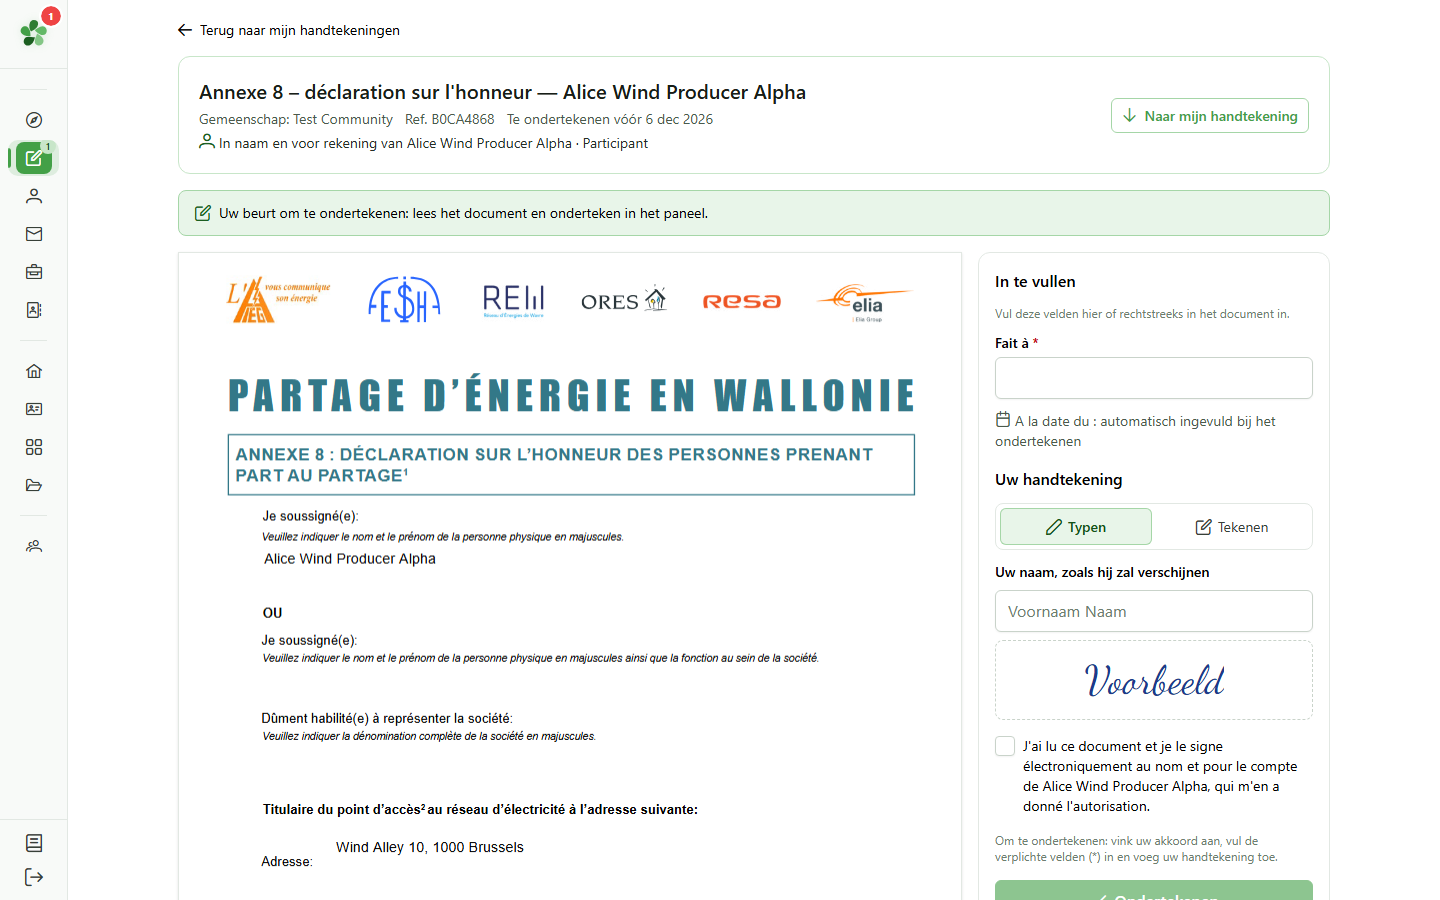 1
Terug naar mijn handtekeningen
Annexe 8 – déclaration sur l'honneur — Alice Wind Producer Alpha
Gemeenschap: Test Community Ref. B0CA4868 Te ondertekenen vóór 6 dec 2026
In naam en voor rekening van Alice Wind Producer Alpha · Participant
Naar mijn handtekening
1
Uw beurt om te ondertekenen: lees het document en onderteken in het paneel.
vous communique
son énergie
REW
Réseau d'Énergies de Wavre
ORES
resa
elia
Elia Group
PARTAGE D'ÉNERGIE EN WALLONIE
ANNEXE 8 : DÉCLARATION SUR L'HONNEUR DES PERSONNES PRENANT
PART AU PARTAGE¹
Je soussigné(e):
Veuillez indiquer le nom et le prénom de la personne physique en majuscules.
Alice Wind Producer Alpha
OU
Je soussigné(e):
Veuillez indiquer le nom et le prénom de la personne physique en majuscules ainsi que la fonction au sein de la société.
Dûment habilité(e) à représenter la société:
Veuillez indiquer la dénomination complète de la société en majuscules.
Titulaire du point d'accès² au réseau d'électricité à l'adresse suivante:
Wind Alley 10, 1000 Brussels
Adresse:
In te vullen
Vul deze velden hier of rechtstreeks in het document in.
Fait à *
A la date du : automatisch ingevuld bij het
ondertekenen
Uw handtekening
Typen
Tekenen
Uw naam, zoals hij zal verschijnen
Voornaam Naam
Voorbeeld
J'ai lu ce document et je le signe
électroniquement au nom et pour le compte
de Alice Wind Producer Alpha, qui m'en a
donné l'autorisation.
Om te ondertekenen: vink uw akkoord aan, vul de
verplichte velden (*) in en voeg uw handtekening toe.
Ondertekenen